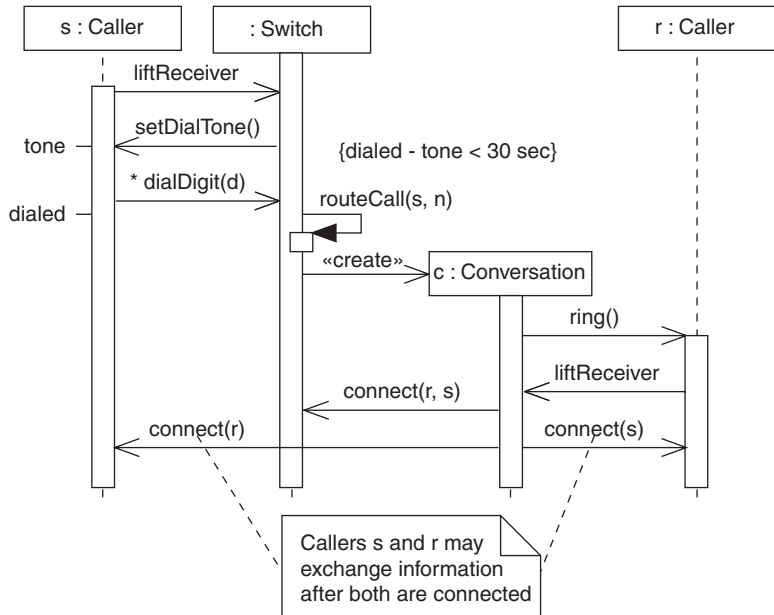 s : Caller
: Switch
r : Caller
liftReceiver
setDialTone()
tone
{dialed - tone < 30 sec}
* dialDigit(d)
routeCall(s, n)
dialed
«create»
c : Conversation
ring()
liftReceiver
connect(r, s)
connect(r)
connect(s)
Callers s and r may
exchange information
after both are connected